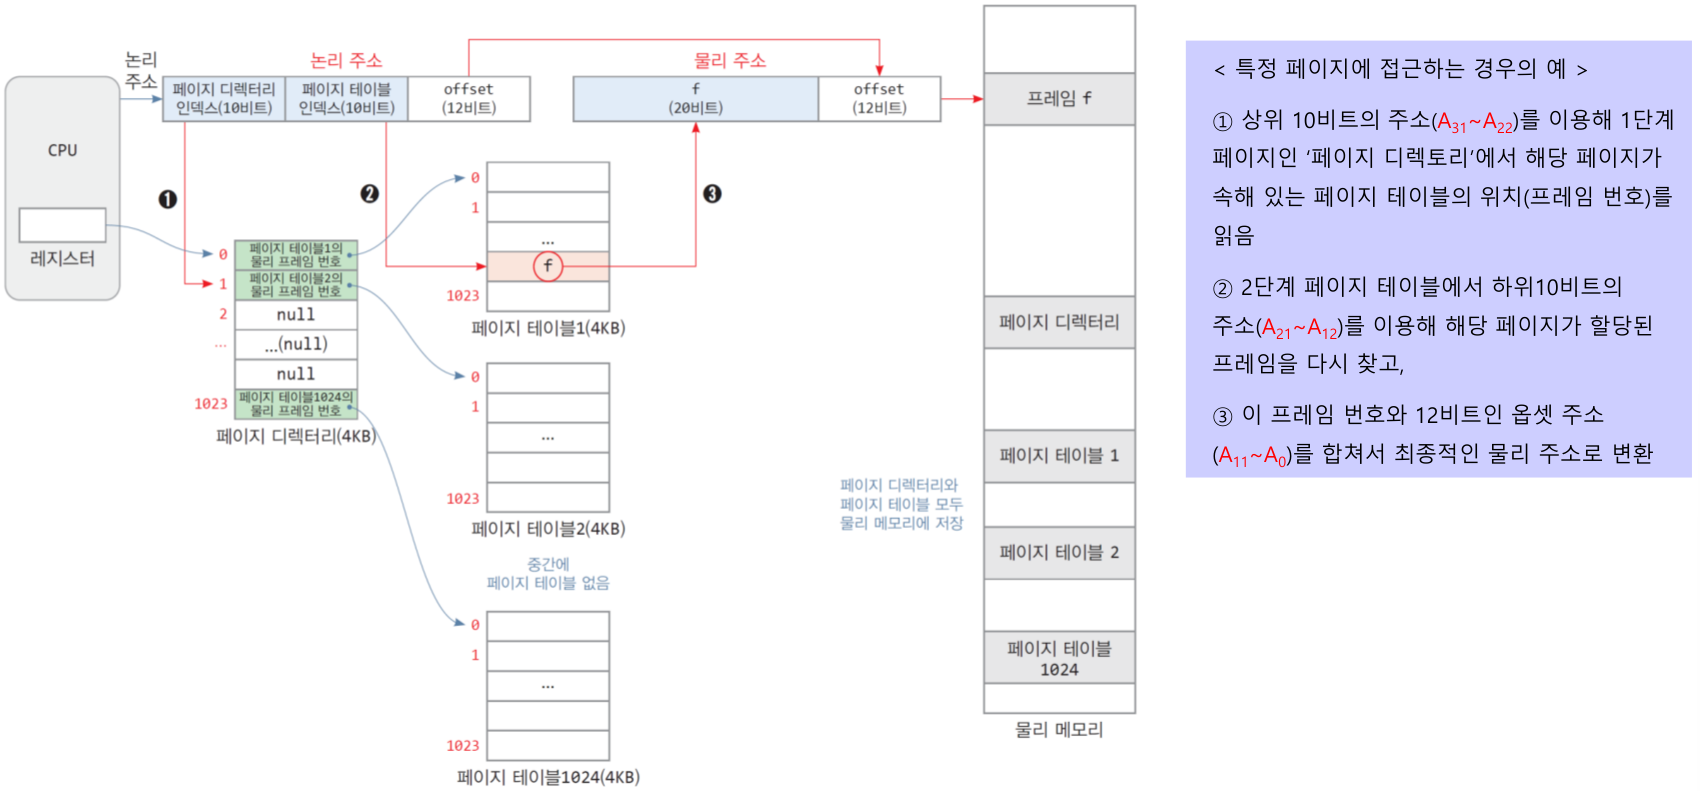 논리
주소
논리 주소
물리 주소
페이지 디렉터리
인덱스(10비트)
페이지 테이블
인덱스(10비트)
offset
(12비트)
f
(20비트)
offset
(12비트)
CPU
레지스터
❶
❷
❸
0
페이지 테이블1의
물리 프레임 번호
1
페이지 테이블2의
물리 프레임 번호
2
null
...
...(null)
null
1023
페이지 테이블1024의
물리 프레임 번호
페이지 디렉터리(4KB)
0
1
...
f
1023
페이지 테이블1(4KB)
0
1
...
1023
페이지 테이블2(4KB)
중간에
페이지 테이블 없음
0
1
...
1023
페이지 테이블1024(4KB)
페이지 디렉터리와
페이지 테이블 모두
물리 메모리에 저장
프레임 f
페이지 디렉터리
페이지 테이블 1
페이지 테이블 2
페이지 테이블
1024
물리 메모리
< 특정 페이지에 접근하는 경우의 예 >
① 상위 10비트의 주소(A31~A22)를 이용해 1단계
페이지인 ‘페이지 디렉토리’에서 해당 페이지가
속해 있는 페이지 테이블의 위치(프레임 번호)를
읽음
② 2단계 페이지 테이블에서 하위10비트의
주소(A21~A12)를 이용해 해당 페이지가 할당된
프레임을 다시 찾고,
③ 이 프레임 번호와 12비트인 옵셋 주소
(A11~A0)를 합쳐서 최종적인 물리 주소로 변환